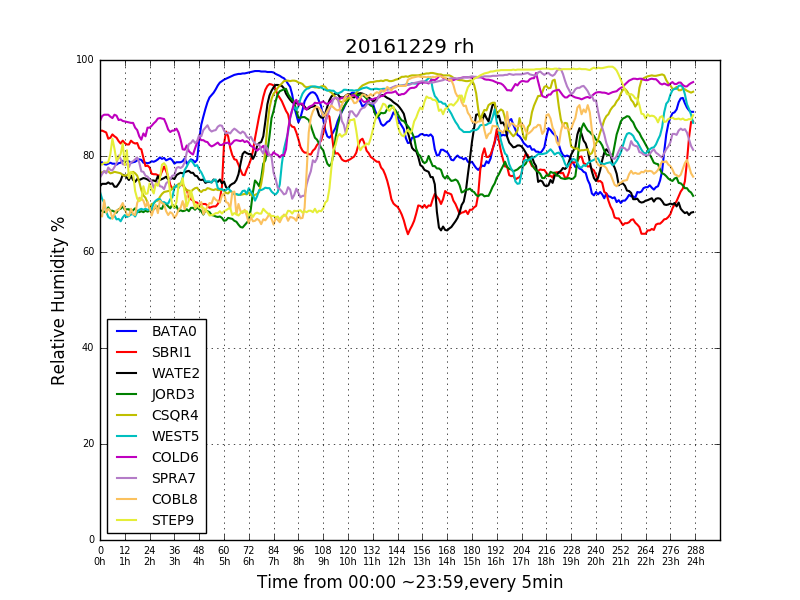 20161229 rh
Relative Humidity %
100
80
60
40
20
0
BATA0
SBRI1
WATE2
JORD3
CSQR4
WEST5
COLD6
SPRA7
COBL8
STEP9
0 12 24 36 48 60 72 84 96 108 120 132 144 156 168 180 192 204 216 228 240 252 264 276 288
0h 1h 2h 3h 4h 5h 6h 7h 8h 9h 10h 11h 12h 13h 14h 15h 16h 17h 18h 19h 20h 21h 22h 23h 24h
Time from 00:00 ~23:59,every 5min